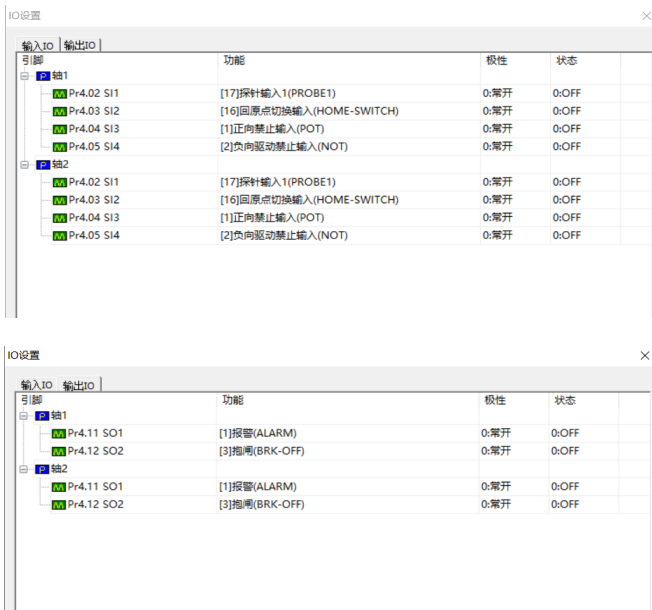 IO设置
输入IO 输出IO
引脚 功能 极性 状态
P 轴1
Pr4.02 SI1 [17]探针输入1(PROBE1) 0:常开 0:OFF
Pr4.03 SI2 [16]回原点切换输入(HOME-SWITCH) 0:常开 0:OFF
Pr4.04 SI3 [1]正向禁止输入(POT) 0:常开 0:OFF
Pr4.05 SI4 [2]负向驱动禁止输入(NOT) 0:常开 0:OFF
P 轴2
Pr4.02 SI1 [17]探针输入1(PROBE1) 0:常开 0:OFF
Pr4.03 SI2 [16]回原点切换输入(HOME-SWITCH) 0:常开 0:OFF
Pr4.04 SI3 [1]正向禁止输入(POT) 0:常开 0:OFF
Pr4.05 SI4 [2]负向驱动禁止输入(NOT) 0:常开 0:OFF
IO设置
输入IO 输出IO
引脚 功能 极性 状态
P 轴1
Pr4.11 SO1 [1]报警(ALARM) 0:常开 0:OFF
Pr4.12 SO2 [3]抱闸(BRK-OFF) 0:常开 0:OFF
P 轴2
Pr4.11 SO1 [1]报警(ALARM) 0:常开 0:OFF
Pr4.12 SO2 [3]抱闸(BRK-OFF) 0:常开 0:OFF